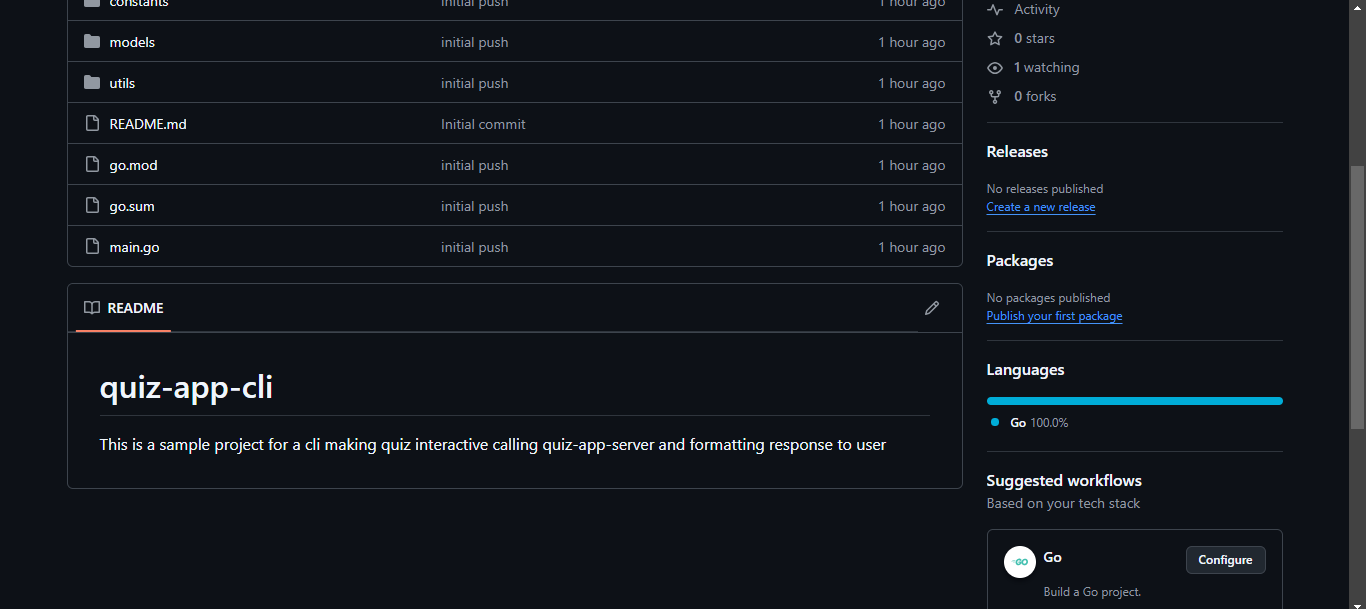 constants initial push 1 hour ago
models initial push 1 hour ago
utils initial push 1 hour ago
README.md Initial commit 1 hour ago
go.mod initial push 1 hour ago
go.sum initial push 1 hour ago
main.go initial push 1 hour ago
README
quiz-app-cli
This is a sample project for a cli making quiz interactive calling quiz-app-server and formatting response to user
Activity
0 stars
1 watching
0 forks
Releases
No releases published
Create a new release
Packages
No packages published
Publish your first package
Languages
Go 100.0%
Suggested workflows
Based on your tech stack
GO
Go
Configure
Build a Go project.